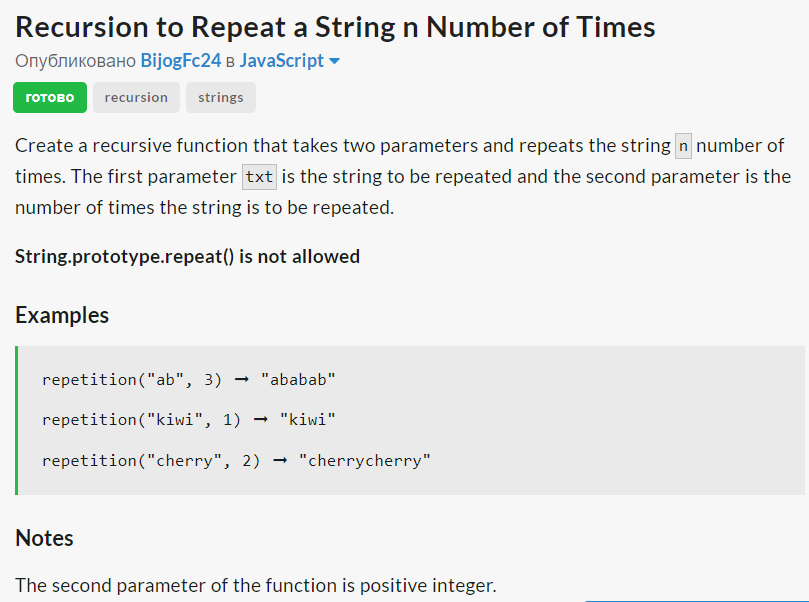 Recursion to Repeat a String n Number of Times
Опубликовано BijogFc24 в JavaScript
готово recursion strings
Create a recursive function that takes two parameters and repeats the string n number of
times. The first parameter txt is the string to be repeated and the second parameter is the
number of times the string is to be repeated.
String.prototype.repeat() is not allowed
Examples
repetition("ab", 3) ➞ "ababab"
repetition("kiwi", 1) ➞ "kiwi"
repetition("cherry", 2) ➞ "cherrycherry"
Notes
The second parameter of the function is positive integer.